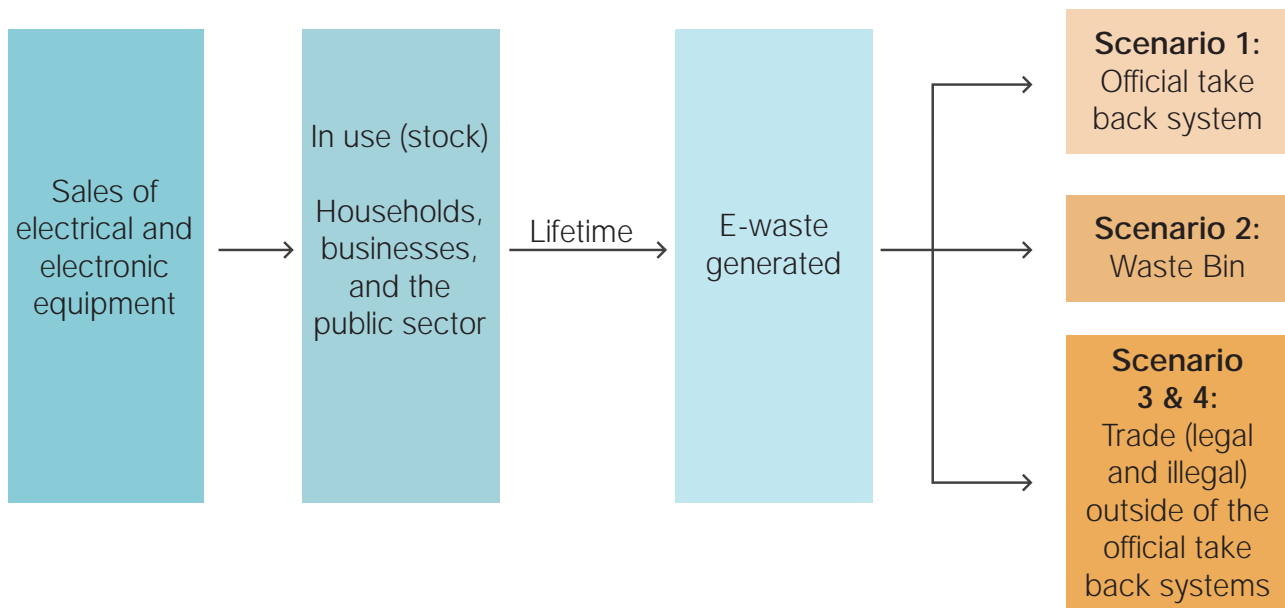 Sales of
electrical and
electronic
equipment
In use (stock)
Households,
businesses,
and the
public sector
Lifetime
E-waste
generated
Scenario 1:
Official take
back system
Scenario 2:
Waste Bin
Scenario
3 & 4:
Trade (legal
and illegal)
outside of the
official take
back systems